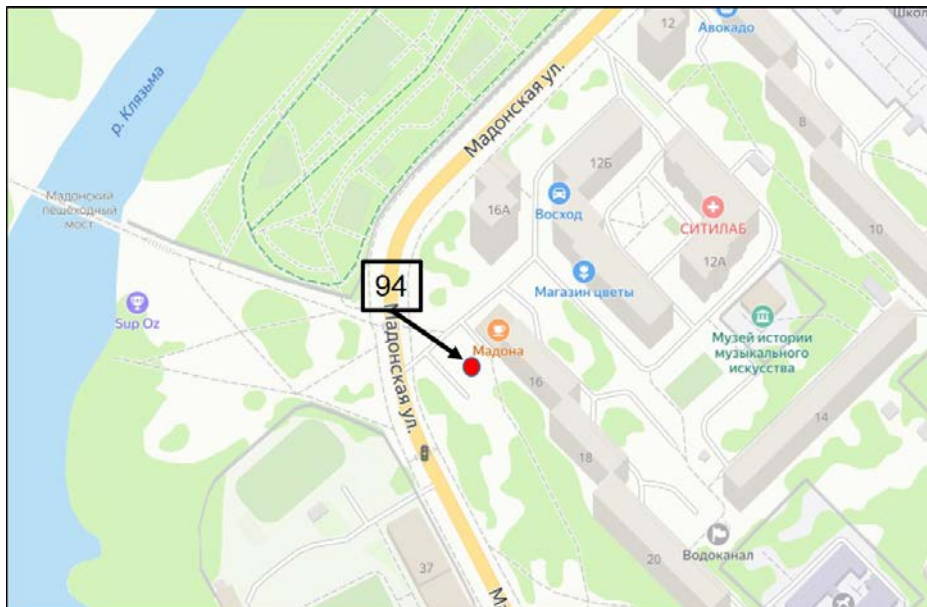 12
Авокадо
Школ
р. Клязьма
Мадонская ул.
8
12Б
Мадонский
пешеходный
мост
16А
Восход
СИТИЛАБ
10
12А
94
Магазин цветы
Sup Oz
Мадонская ул.
Мадона
Музей истории
музыкального
искусства
16
14
18
Водоканал
20
37
М